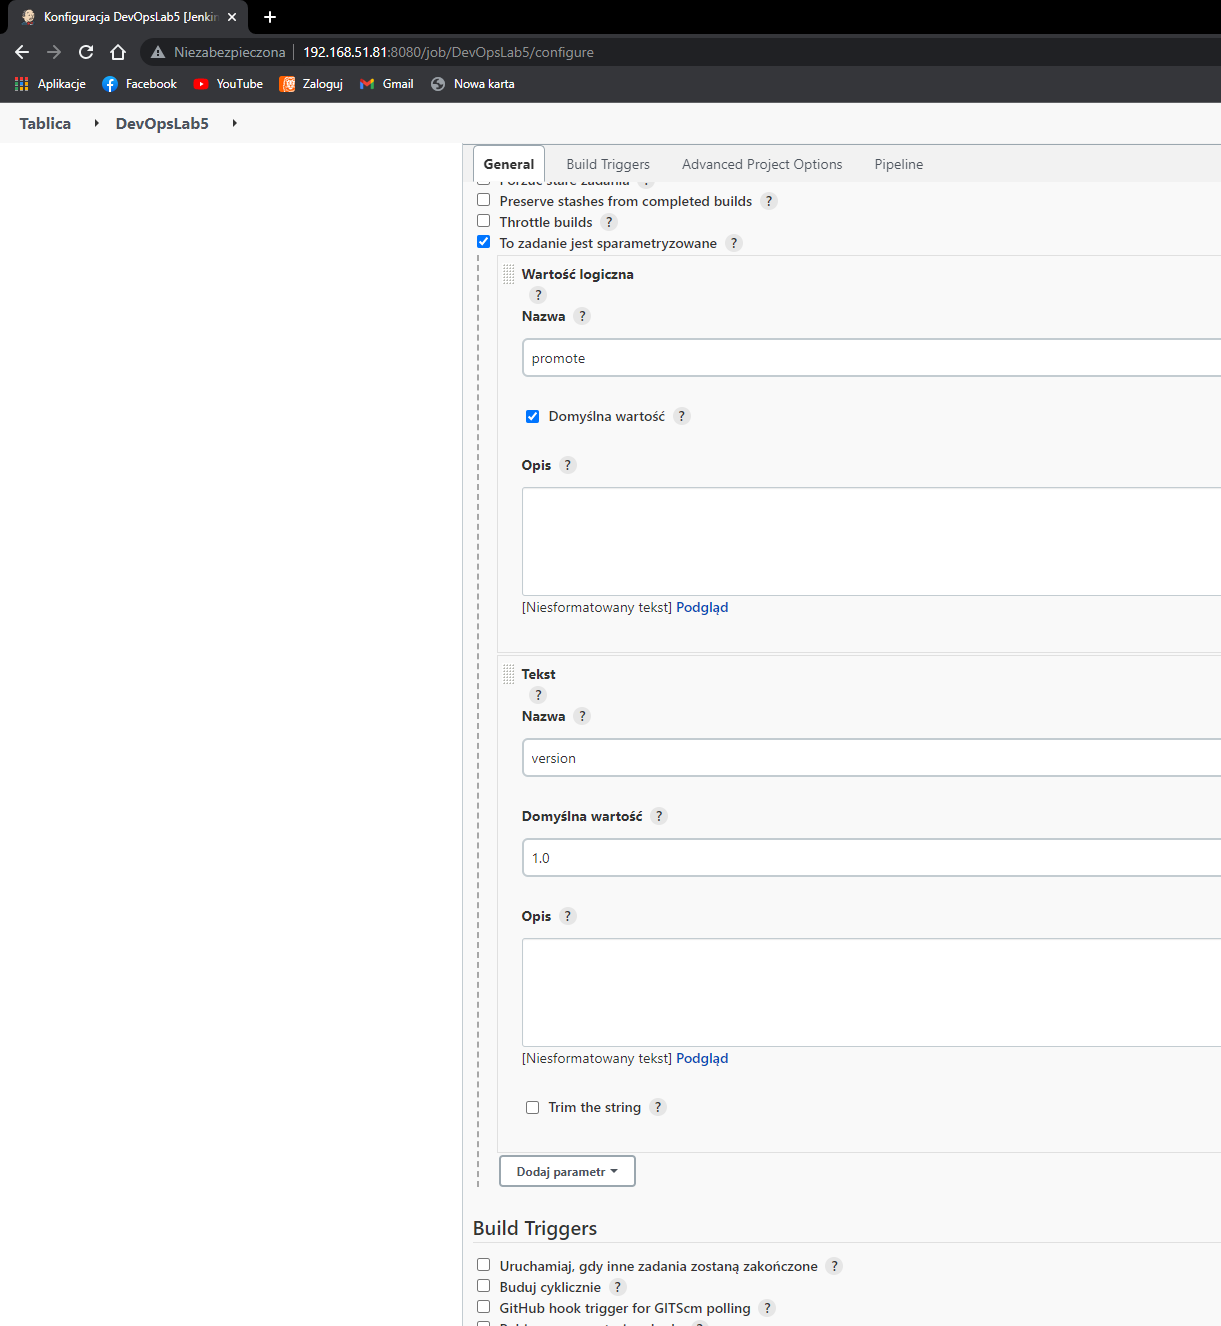 Konfiguracja DevOpsLab5 [Jenkin
Niezabezpieczona 192.168.51.81:8080/job/DevOpsLab5/configure
Aplikacje Facebook YouTube Zaloguj Gmail Nowa karta
Tablica DevOpsLab5
General Build Triggers Advanced Project Options Pipeline
Porzuć stare zadania ?
Preserve stashes from completed builds ?
Throttle builds ?
To zadanie jest sparametryzowane ?
Wartość logiczna
?
Nazwa ?
promote
Domyślna wartość ?
Opis ?
[Niesformatowany tekst] Podgląd
Tekst
?
Nazwa ?
version
Domyślna wartość ?
1.0
Opis ?
[Niesformatowany tekst] Podgląd
Trim the string ?
Dodaj parametr
Build Triggers
Uruchamiaj, gdy inne zadania zostaną zakończone ?
Buduj cyklicznie ?
GitHub hook trigger for GITScm polling ?